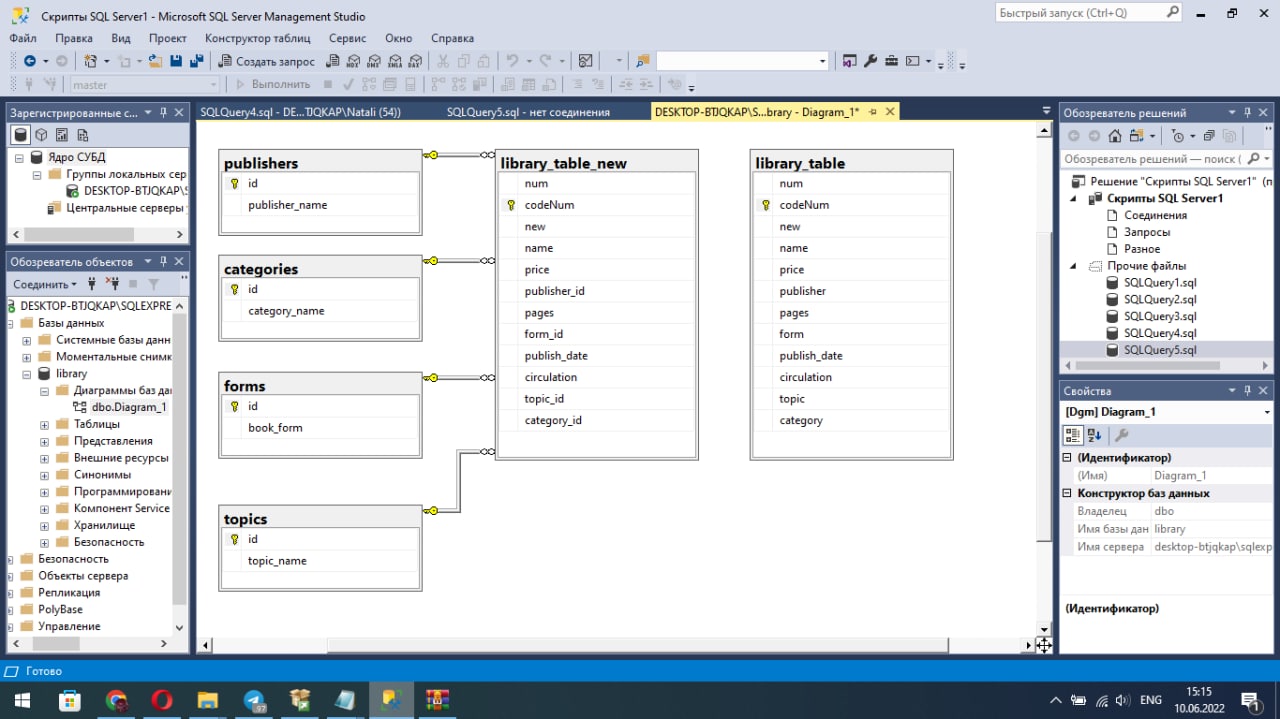 Скрипты SQL Server1 - Microsoft SQL Server Management Studio
Быстрый запуск (Ctrl+Q)
Файл Правка Вид Проект Конструктор таблиц Сервис Окно Справка
Создать запрос
MDX DMX XMLA DAX
master
Выполнить
Зарегистрированные с...
Ядро СУБД
Группы локальных сер
DESKTOP-BTJQKAP\S
Центральные серверы
Обозреватель объектов
Соединить
DESKTOP-BTJQKAP\SQLEXPRE
Базы данных
Системные базы данн
Моментальные снимк
library
Диаграммы баз да
dbo.Diagram_1
Таблицы
Представления
Внешние ресурсы
Синонимы
Программировани
Компонент Service
Хранилище
Безопасность
Безопасность
Объекты сервера
Репликация
PolyBase
Управление
SQLQuery4.sql - DE...TJQKAP\Natali (54))
SQLQuery5.sql - нет соединения
DESKTOP-BTJQKAP\S...brary - Diagram_1*
publishers
id
publisher_name
categories
id
category_name
forms
id
book_form
topics
id
topic_name
library_table_new
num
codeNum
new
name
price
publisher_id
pages
form_id
publish_date
circulation
topic_id
category_id
library_table
num
codeNum
new
name
price
publisher
pages
form
publish_date
circulation
topic
category
Обозреватель решений
Обозреватель решений — поиск (
Решение "Скрипты SQL Server1" (п
Скрипты SQL Server1
Соединения
Запросы
Разное
Прочие файлы
SQLQuery1.sql
SQLQuery2.sql
SQLQuery3.sql
SQLQuery4.sql
SQLQuery5.sql
Свойства
[Dgm] Diagram_1
(Идентификатор)
(Имя) Diagram_1
Конструктор баз данных
Владелец dbo
Имя базы дан library
Имя сервера desktop-btjqkap\sqlexp
(Идентификатор)
Готово
97
ENG
15:15
10.06.2022
1